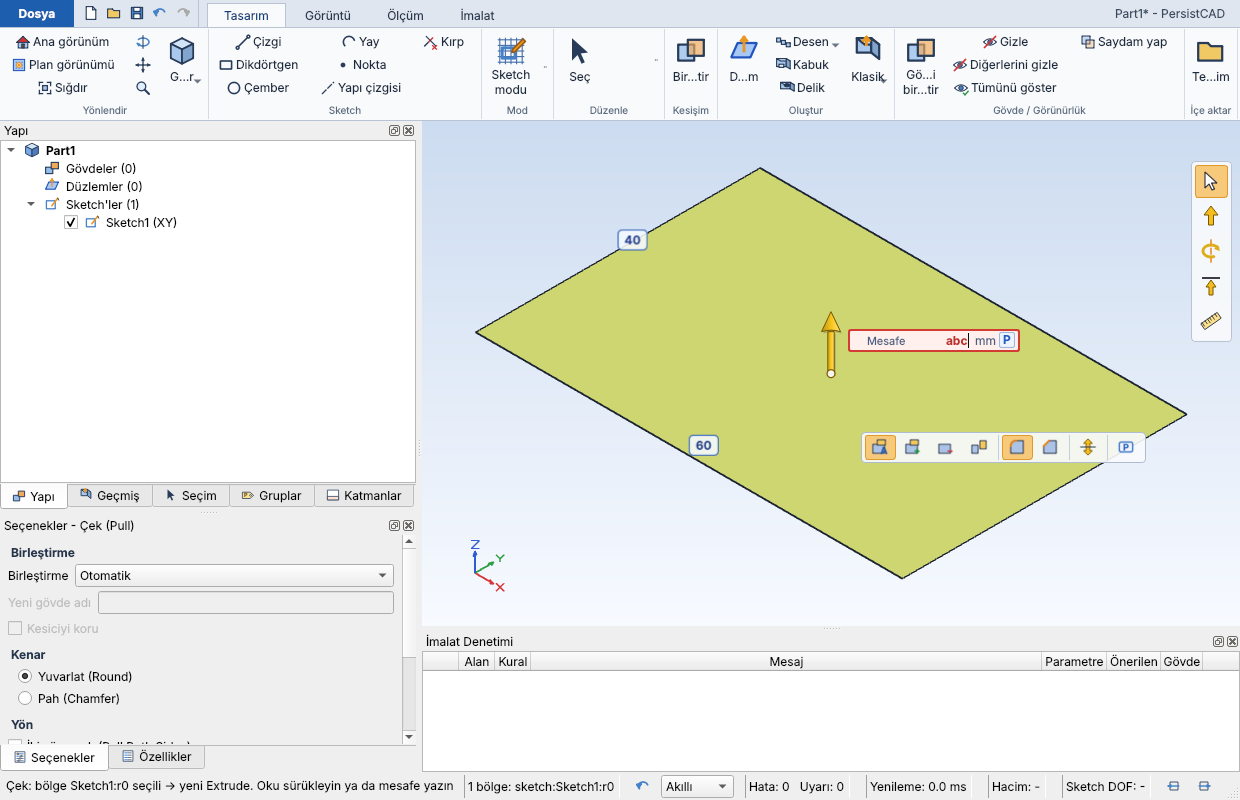 Dosya
Tasarım
Görüntü
Ölçüm
İmalat
Part1* - PersistCAD
Ana görünüm
Plan görünümü
Sığdır
G...r
Yönlendir
Çizgi
Yay
Kırp
Dikdörtgen
Nokta
Çember
Yapı çizgisi
Sketch
Sketch modu
Mod
Seç
Düzenle
Bir...tir
Kesişim
D...m
Desen
Kabuk
Delik
Klasik
Oluştur
Gö...i bir...tir
Gizle
Diğerlerini gizle
Tümünü göster
Saydam yap
Gövde / Görünürlük
Te...im
İçe aktar
Yapı
Part1
Gövdeler (0)
Düzlemler (0)
Sketch'ler (1)
Sketch1 (XY)
Yapı
Geçmiş
Seçim
Gruplar
Katmanlar
Seçenekler - Çek (Pull)
Birleştirme
Birleştirme Otomatik
Yeni gövde adı
Kesiciyi koru
Kenar
Yuvarlat (Round)
Pah (Chamfer)
Yön
Seçenekler
Özellikler
40
Mesafe abc mm P
60
P
Z
Y
X
İmalat Denetimi
Alan Kural Mesaj Parametre Önerilen Gövde
Çek: bölge Sketch1:r0 seçili → yeni Extrude. Oku sürükleyin ya da mesafe yazın
1 bölge: sketch:Sketch1:r0
Akıllı
Hata: 0 Uyarı: 0
Yenileme: 0.0 ms
Hacim: -
Sketch DOF: -